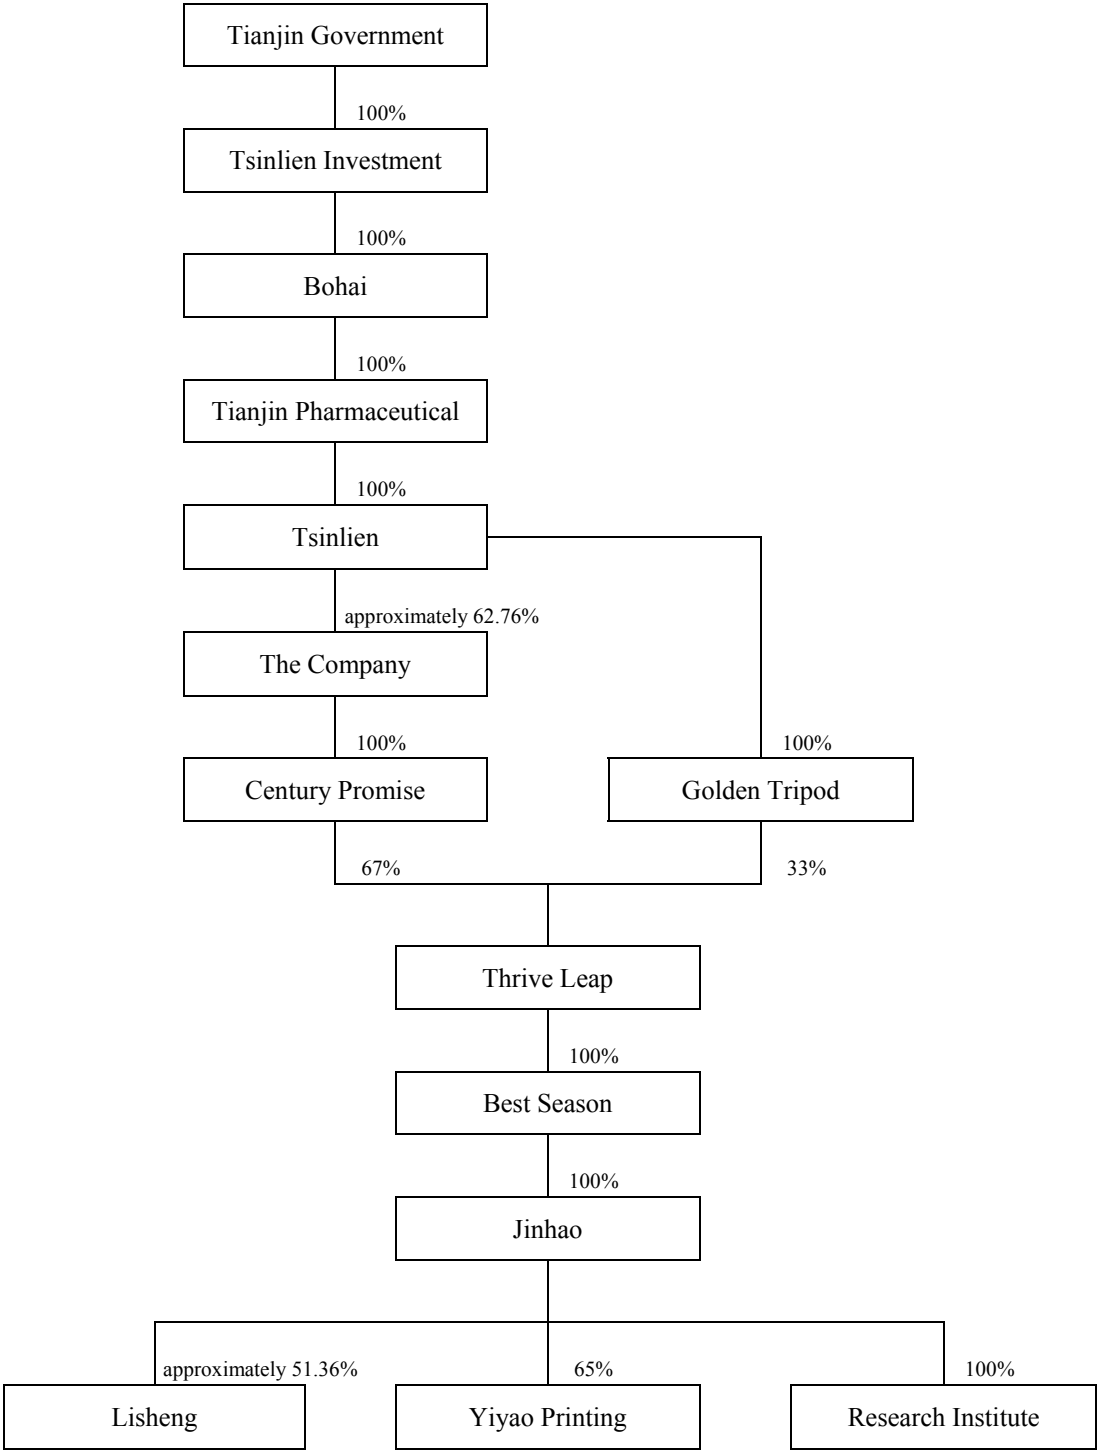 Tianjin Government
100%
Tsinlien Investment
100%
Bohai
100%
Tianjin Pharmaceutical
100%
Tsinlien
approximately 62.76%
The Company
100%
100%
Century Promise
Golden Tripod
67%
33%
Thrive Leap
100%
Best Season
100%
Jinhao
approximately 51.36%
65%
100%
Lisheng
Yiyao Printing
Research Institute